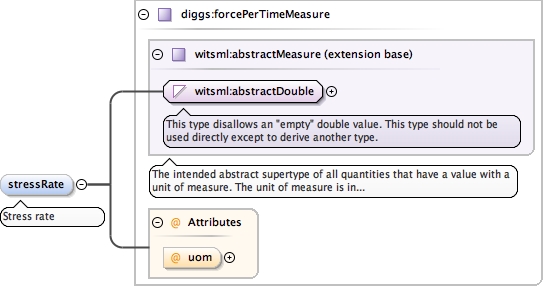 diggs:forcePerTimeMeasure
witsml:abstractMeasure (extension base)
witsml:abstractDouble
This type disallows an "empty" double value. This type should not be
used directly except to derive another type.
The intended abstract supertype of all quantities that have a value with a
unit of measure. The unit of measure is in...
stressRate
Stress rate
@ Attributes
@ uom